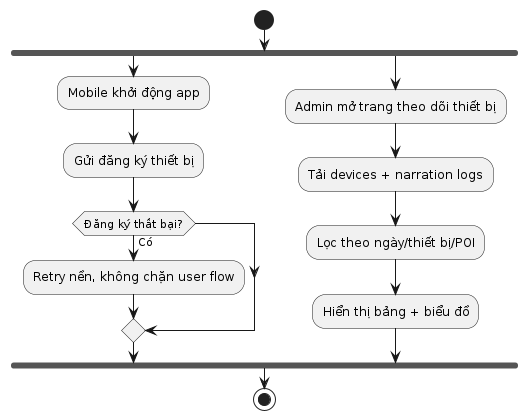 Mobile khởi động app
Gửi đăng ký thiết bị
Đăng ký thất bại?
Có
Retry nền, không chặn user flow
Admin mở trang theo dõi thiết bị
Tải devices + narration logs
Lọc theo ngày/thiết bị/POI
Hiển thị bảng + biểu đồ